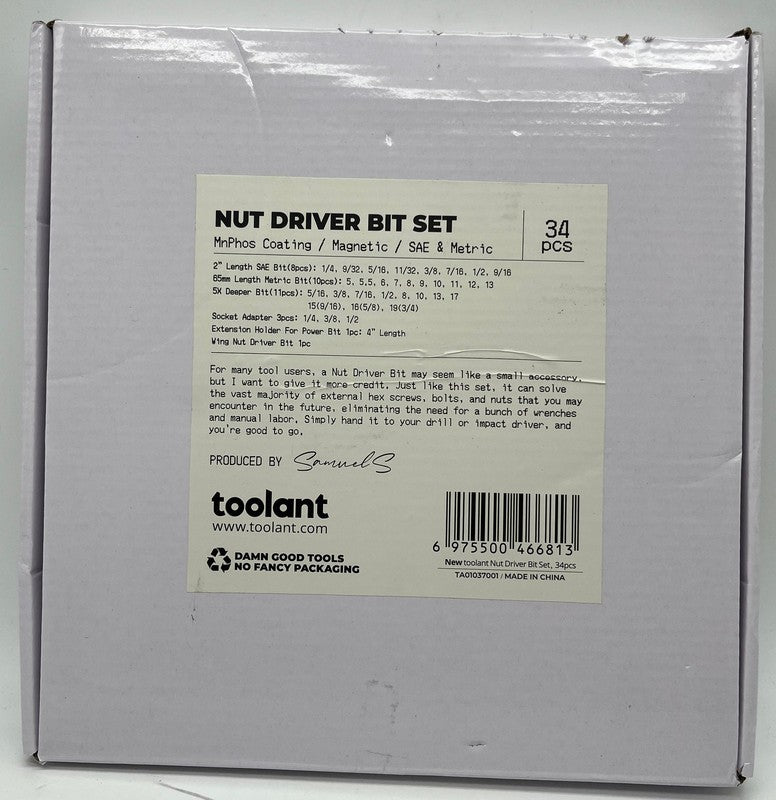 NUT DRIVER BIT SET
MnPhos Coating / Magnetic / SAE & Metric
34
pcs
2" Length SAE Bit(8pcs): 1/4, 9/32, 5/16, 11/32, 3/8, 7/16, 1/2, 9/16
65mm Length Metric Bit(10pcs): 5, 5.5, 6, 7, 8, 9, 10, 11, 12, 13
5X Deeper Bit(11pcs): 5/16, 3/8, 7/16, 1/2, 8, 10, 13, 17
15(9/16), 16(5/8), 19(3/4)
Socket Adapter 3pcs: 1/4, 3/8, 1/2
Extension Holder For Power Bit 1pc: 4" Length
Wing Nut Driver Bit 1pc
For many tool users, a Nut Driver Bit may seem like a small accessory,
but I want to give it more credit. Just like this set, it can solve
the vast majority of external hex screws, bolts, and nuts that you may
encounter in the future, eliminating the need for a bunch of wrenches
and manual labor. Simply hand it to your drill or impact driver, and
you're good to go.
PRODUCED BY SamuelS
toolant
www.toolant.com
DAMN GOOD TOOLS
NO FANCY PACKAGING
6 975500 466813
New toolant Nut Driver Bit Set, 34pcs
TA01037001 / MADE IN CHINA